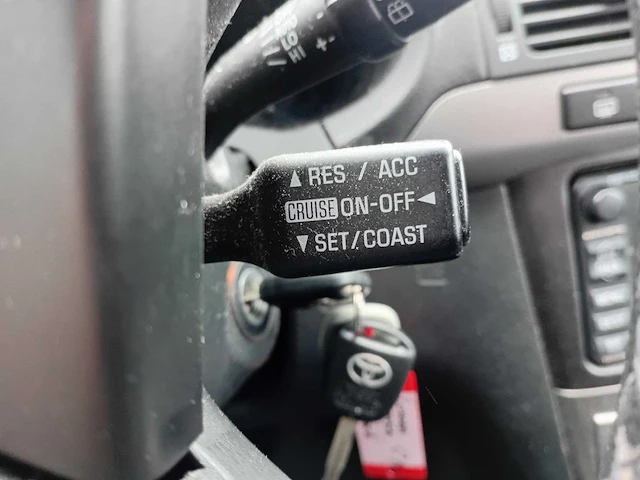 ▲ RES / ACC
CRUISE ON-OFF ◀
▼ SET/COAST